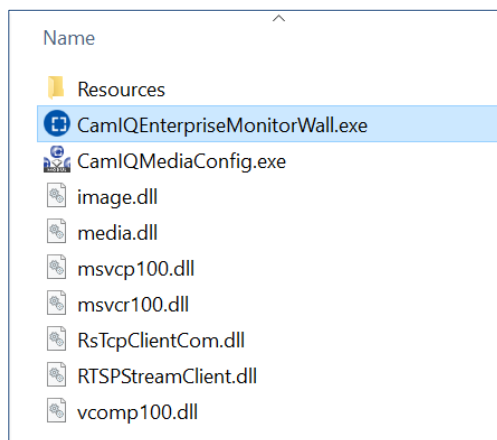 Name
Resources
CamIQEnterpriseMonitorWall.exe
CamIQMediaConfig.exe
image.dll
media.dll
msvcp100.dll
msvcr100.dll
RsTcpClientCom.dll
RTSPStreamClient.dll
vcomp100.dll